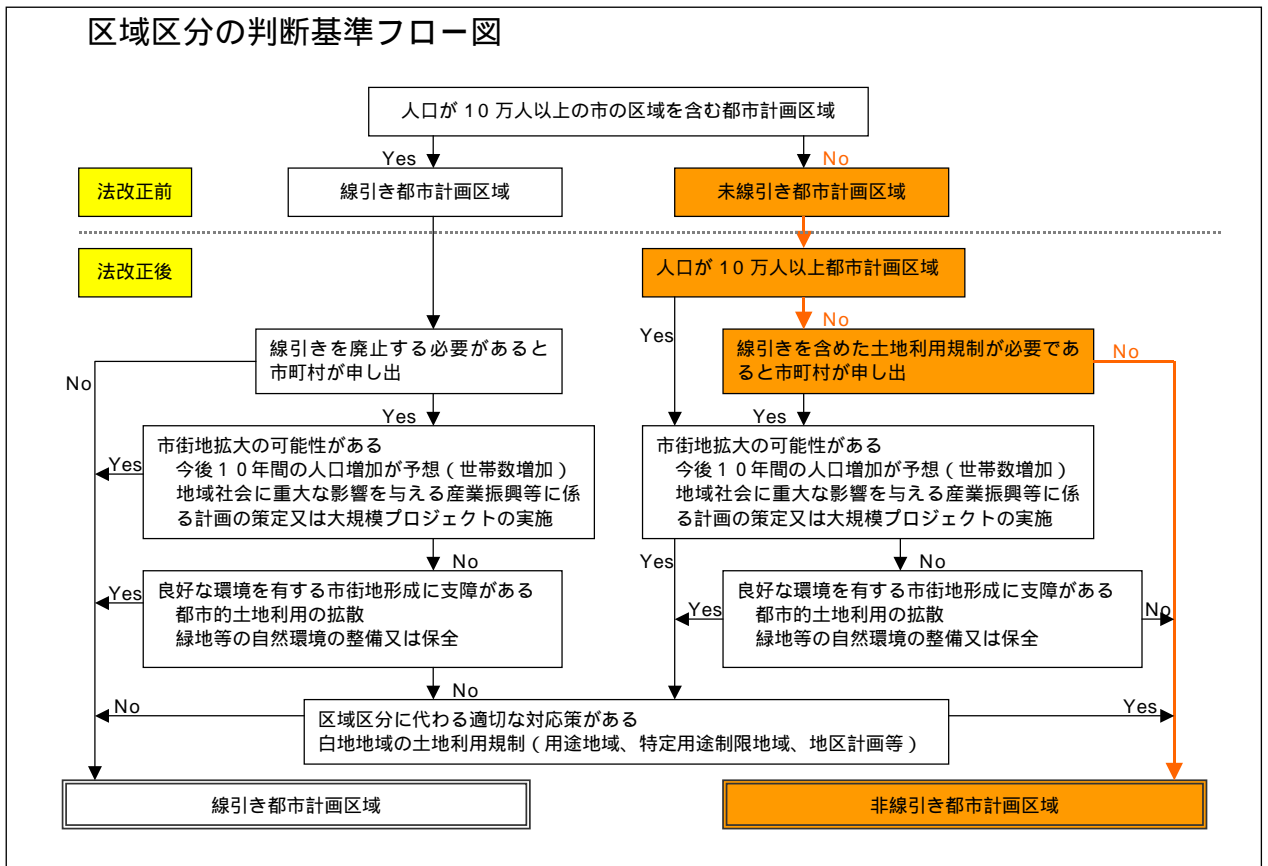 区域区分の判断基準フロー図
人口が10万人以上の市の区域を含む都市計画区域
Yes
No
法改正前
線引き都市計画区域
未線引き都市計画区域
法改正後
人口が10万人以上都市計画区域
Yes
No
線引きを廃止する必要があると
市町村が申し出
線引きを含めた土地利用規制が必要であ
ると市町村が申し出
No
No
Yes
Yes
市街地拡大の可能性がある
今後10年間の人口増加が予想(世帯数増加)
地域社会に重大な影響を与える産業振興等に係
る計画の策定又は大規模プロジェクトの実施
Yes
市街地拡大の可能性がある
今後10年間の人口増加が予想(世帯数増加)
地域社会に重大な影響を与える産業振興等に係
る計画の策定又は大規模プロジェクトの実施
No
Yes
No
良好な環境を有する市街地形成に支障がある
都市的土地利用の拡散
緑地等の自然環境の整備又は保全
Yes
良好な環境を有する市街地形成に支障がある
都市的土地利用の拡散
緑地等の自然環境の整備又は保全
Yes
No
No
区域区分に代わる適切な対応策がある
白地地域の土地利用規制(用途地域、特定用途制限地域、地区計画等)
No
Yes
線引き都市計画区域
非線引き都市計画区域